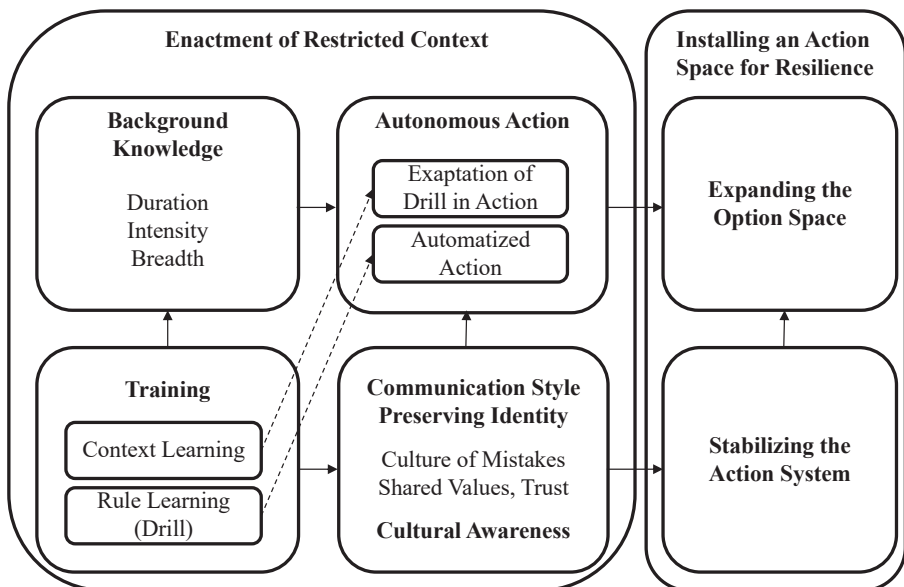 Enactment of Restricted Context
Background
Knowledge
Duration
Intensity
Breadth
Autonomous Action
Exaptation of
Drill in Action
Automatized
Action
Training
Context Learning
Rule Learning
(Drill)
Communication Style
Preserving Identity
Culture of Mistakes
Shared Values, Trust
Cultural Awareness
Installing an Action
Space for Resilience
Expanding the
Option Space
Stabilizing the
Action System